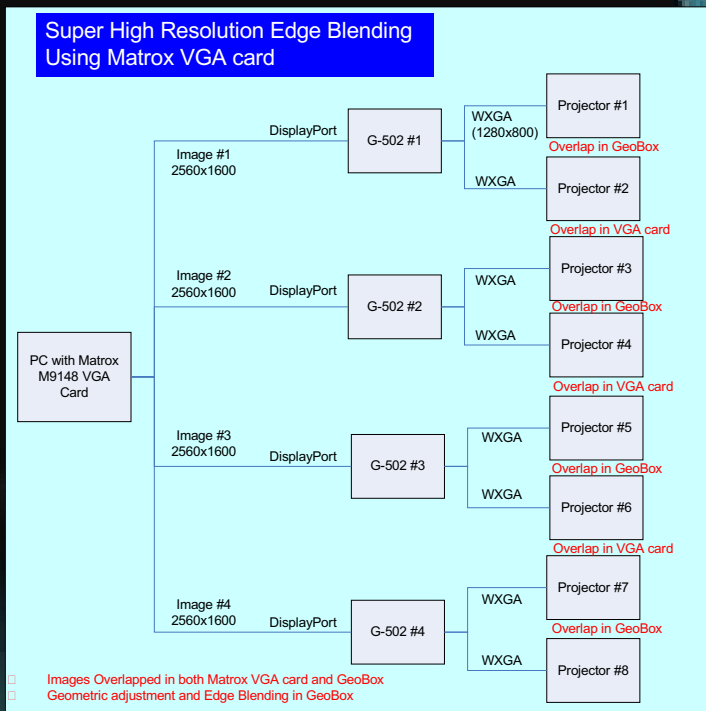 Super High Resolution Edge Blending
Using Matrox VGA card
PC with Matrox
M9148 VGA
Card
Image #1
2560x1600
DisplayPort
G-502 #1
WXGA
(1280x800)
Projector #1
Overlap in GeoBox
WXGA
Projector #2
Overlap in VGA card
Image #2
2560x1600
DisplayPort
G-502 #2
WXGA
Projector #3
Overlap in GeoBox
WXGA
Projector #4
Overlap in VGA card
Image #3
2560x1600
DisplayPort
G-502 #3
WXGA
Projector #5
Overlap in GeoBox
WXGA
Projector #6
Overlap in VGA card
Image #4
2560x1600
DisplayPort
G-502 #4
WXGA
Projector #7
Overlap in GeoBox
WXGA
Projector #8
Images Overlapped in both Matrox VGA card and GeoBox
Geometric adjustment and Edge Blending in GeoBox